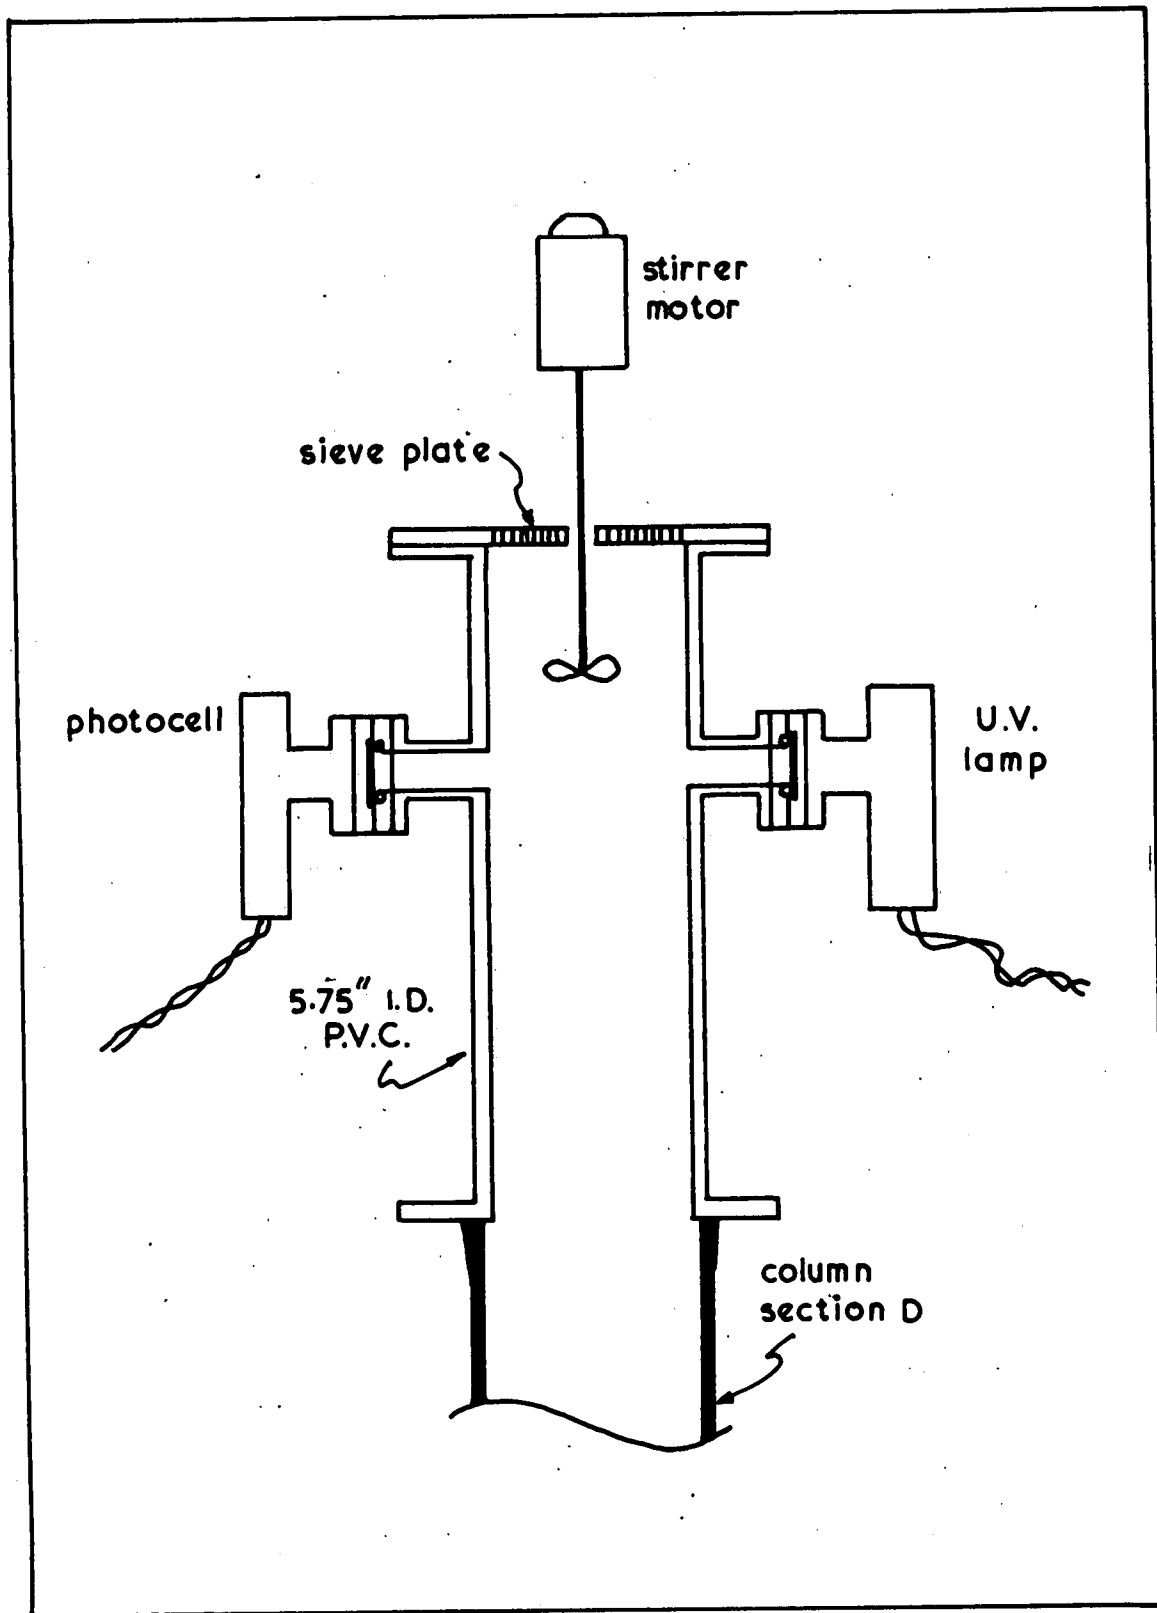 stirrer
motor
sieve plate
photocell
U.V.
lamp
5.75" I.D.
P.V.C.
column
section D